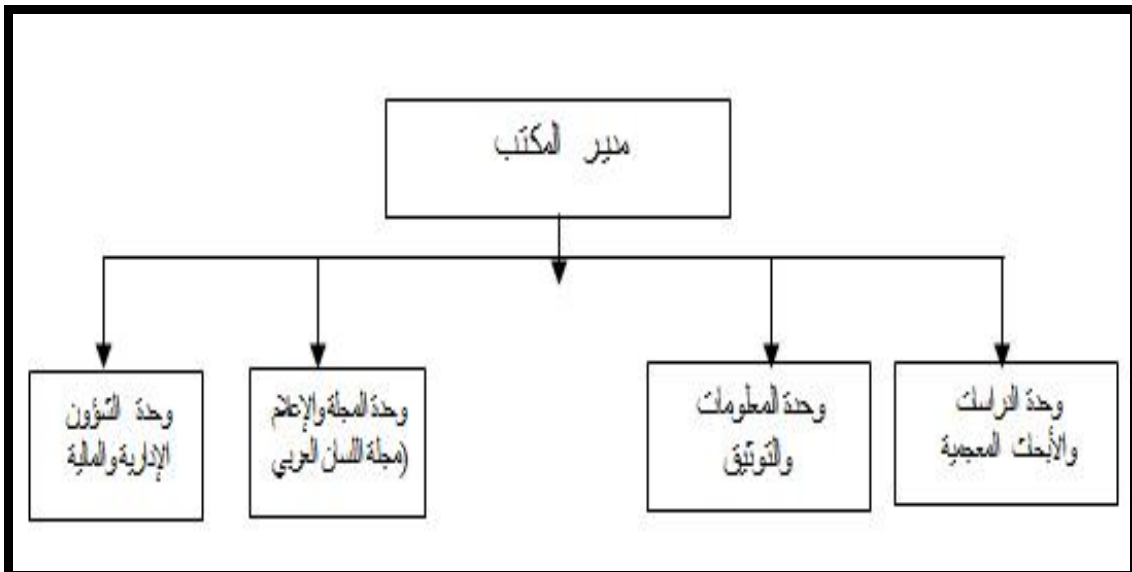 مدير المكتب
وحدة الدراسات
والأبحاث المعجمية
وحدة المعلومات
والتوثيق
وحدة المجلة والإعلام
(مجلة اللسان العربي
وحدة الشؤون
الإدارية والمالية